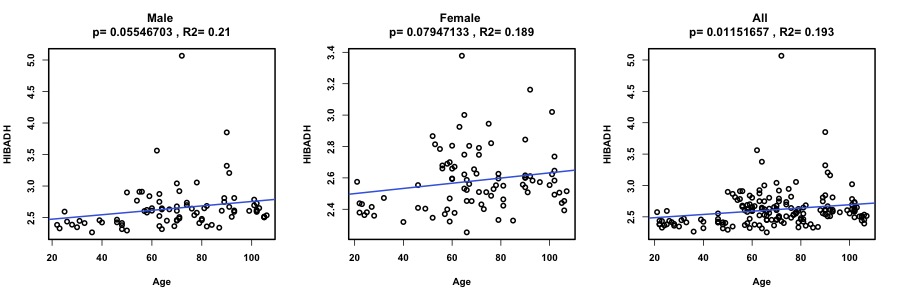 Male
p= 0.05546703 , R2= 0.21
HIBADH
5.0
4.5
4.0
3.5
3.0
2.5
20 40 60 80 100
Age
Female
p= 0.07947133 , R2= 0.189
HIBADH
3.4
3.2
3.0
2.8
2.6
2.4
20 40 60 80 100
Age
All
p= 0.01151657 , R2= 0.193
HIBADH
5.0
4.5
4.0
3.5
3.0
2.5
20 40 60 80 100
Age